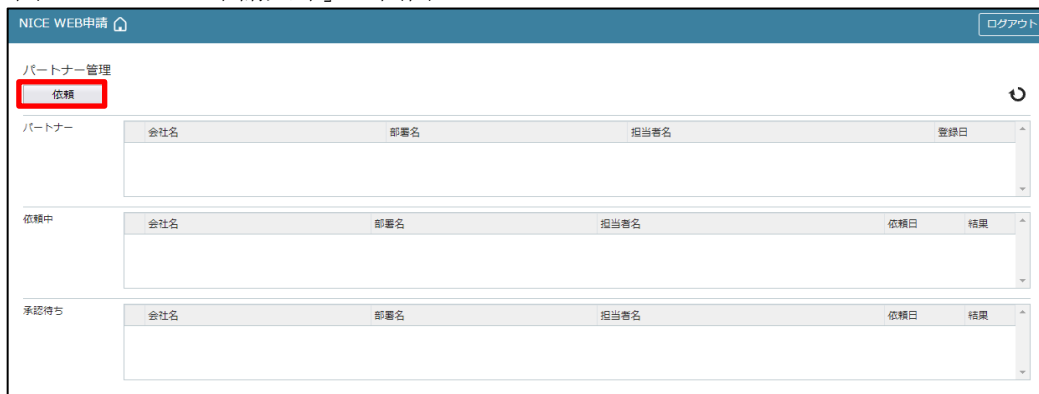 NICE WEB申請
ログアウト
パートナー管理
依頼
パートナー
会社名 部署名 担当者名 登録日
依頼中
会社名 部署名 担当者名 依頼日 結果
承認待ち
会社名 部署名 担当者名 依頼日 結果